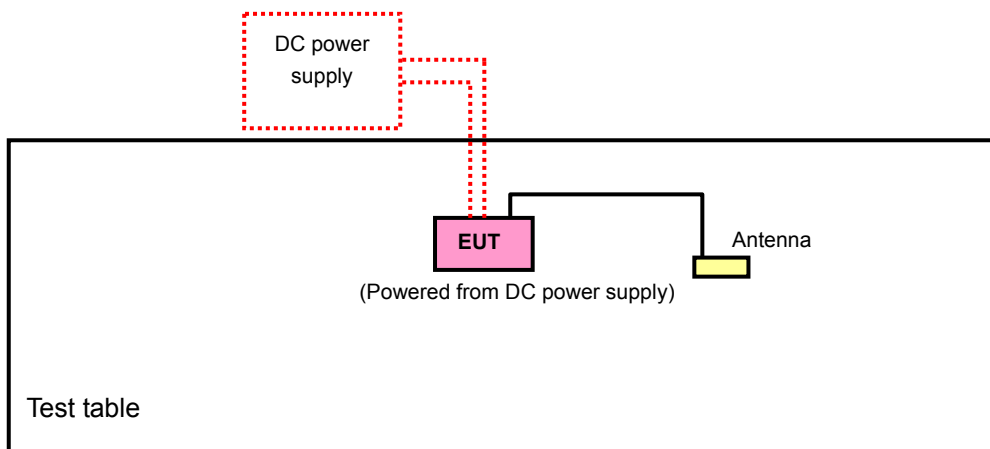 DC power
supply
EUT
Antenna
(Powered from DC power supply)
Test table